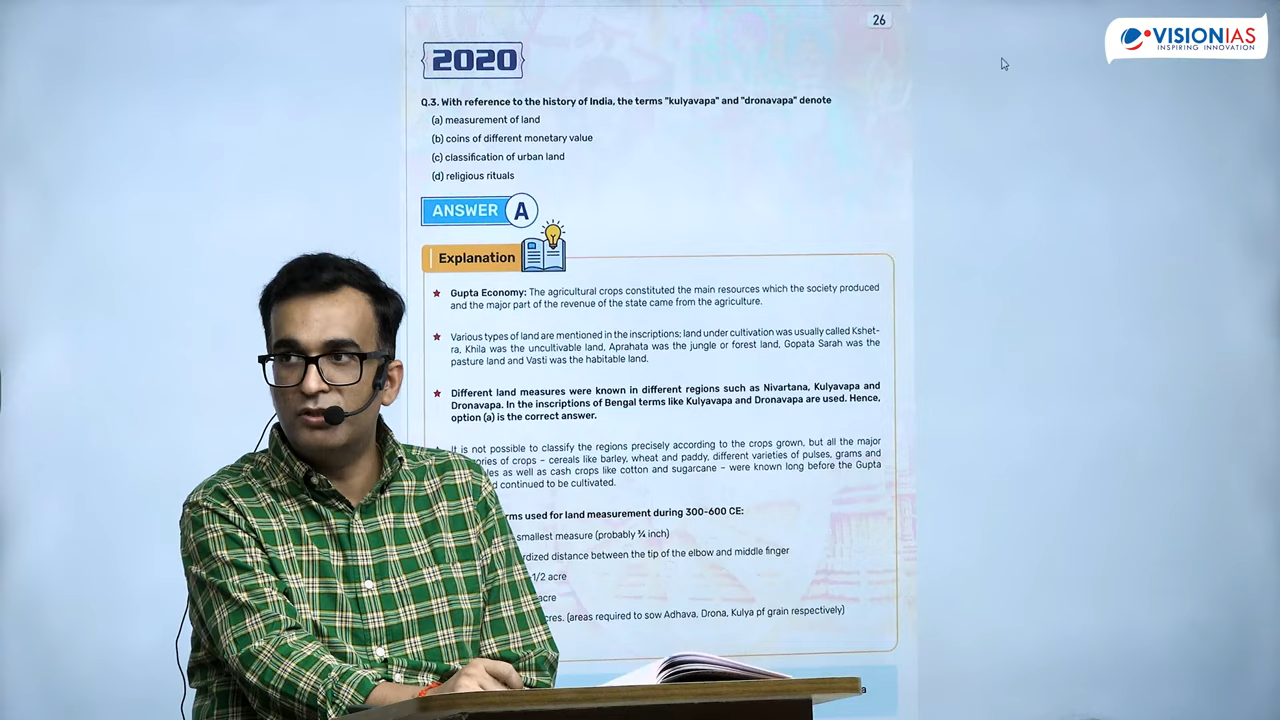 26
VISIONIAS
INSPIRING INNOVATION
2020
Q.3. With reference to the history of India, the terms "kulyavapa" and "dronavapa" denote
(a) measurement of land
(b) coins of different monetary value
(c) classification of urban land
(d) religious rituals
ANSWER A
Explanation
Gupta Economy: The agricultural crops constituted the main resources which the society produced
and the major part of the revenue of the state came from the agriculture.
Various types of land are mentioned in the inscriptions; land under cultivation was usually called Kshet-
ra, Khila was the uncultivable land, Aprahata was the jungle or forest land, Gopata Sarah was the
pasture land and Vasti was the habitable land.
Different land measures were known in different regions such as Nivartana, Kulyavapa and
Dronavapa. In the inscriptions of Bengal terms like Kulyavapa and Dronavapa are used. Hence,
option (a) is the correct answer.
It is not possible to classify the regions precisely according to the crops grown, but all the major
of crops – cereals like barley, wheat and paddy, different varieties of pulses, grams and
as well as cash crops like cotton and sugarcane – were known long before the Gupta
continued to be cultivated.
used for land measurement during 300-600 CE:
smallest measure (probably ¾ inch)
distance between the tip of the elbow and middle finger
1/2 acre
acre
(areas required to sow Adhava, Drona, Kulya pf grain respectively)